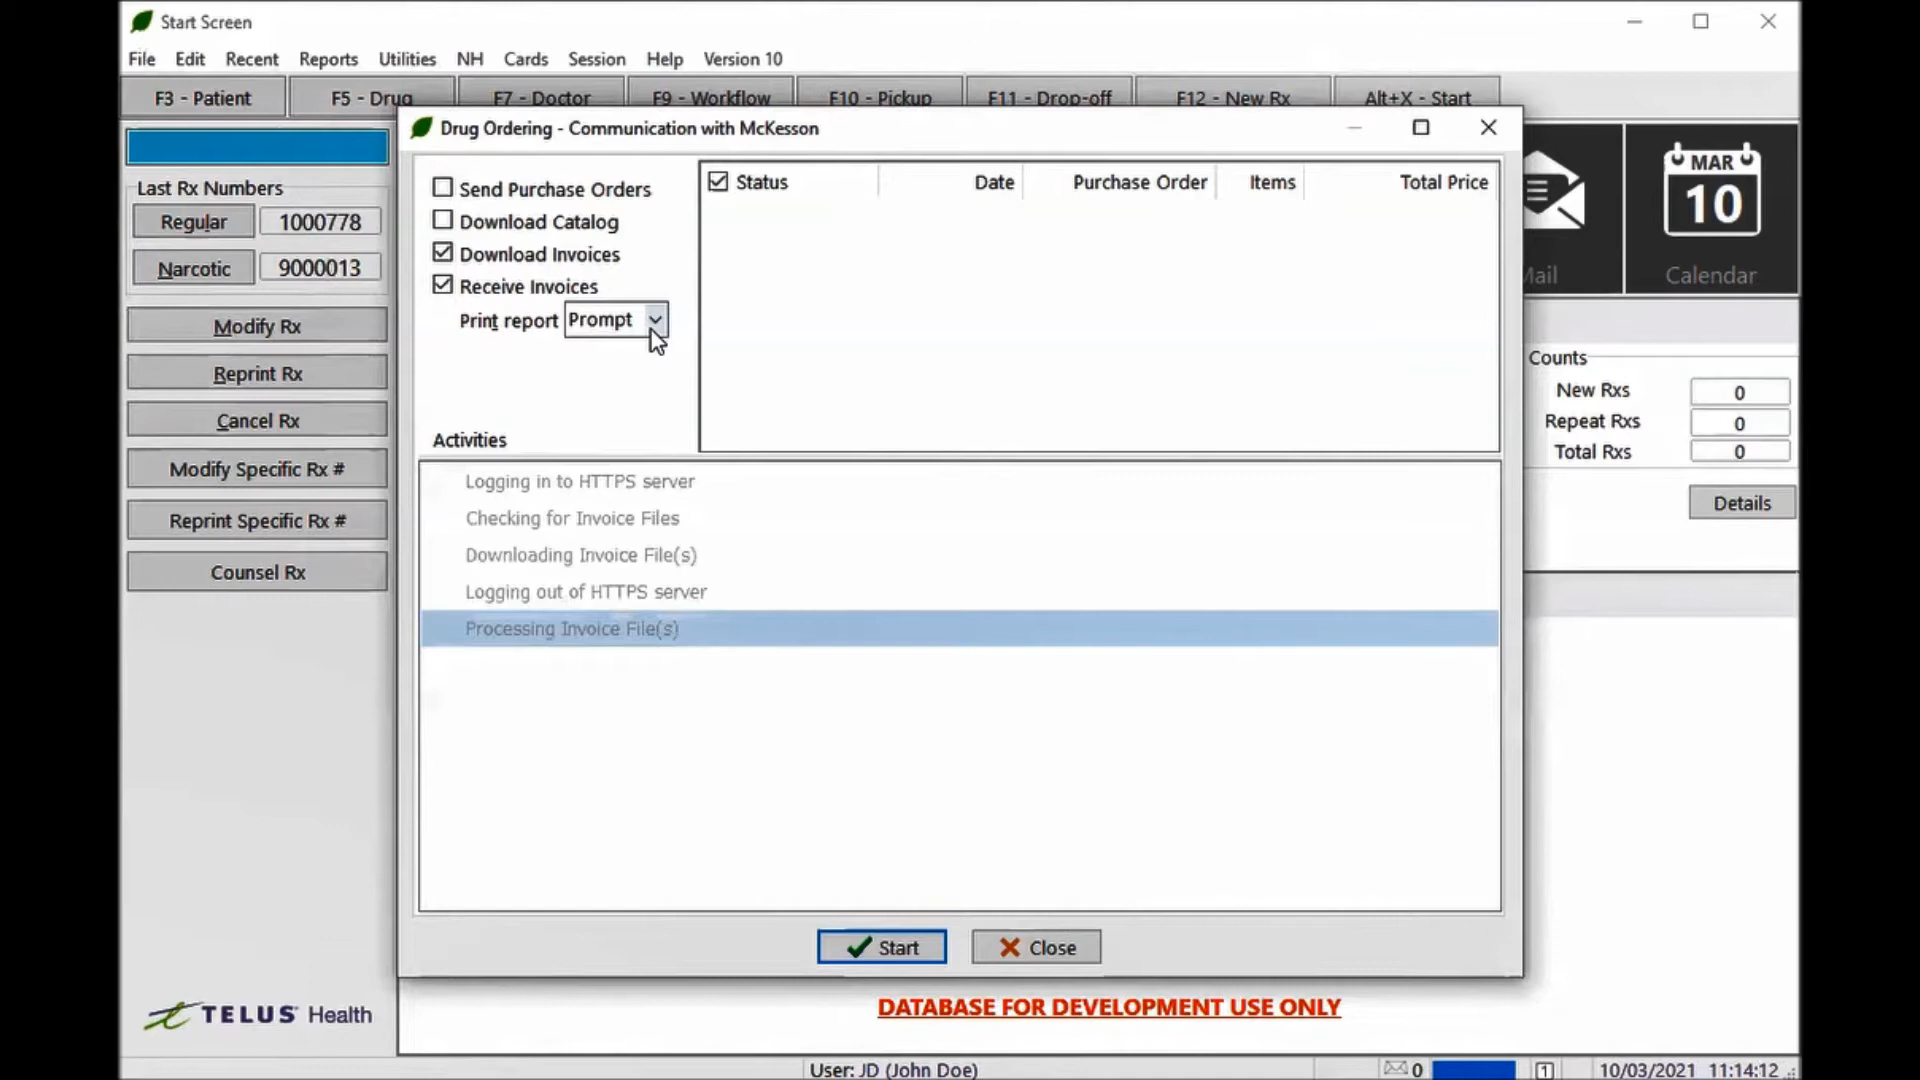 Start Screen
File Edit Recent Reports Utilities NH Cards Session Help Version 10
F3 - Patient F5 - Drug F7 - Doctor F9 - Workflow F10 - Pickup F11 - Drop-off F12 - New Rx Alt+X - Start
Drug Ordering - Communication with McKesson
Last Rx Numbers
Regular 1000778
Narcotic 9000013
Modify Rx
Reprint Rx
Cancel Rx
Modify Specific Rx #
Reprint Specific Rx #
Counsel Rx
Send Purchase Orders
Download Catalog
Download Invoices
Receive Invoices
Print report Prompt
Status Date Purchase Order Items Total Price
Activities
Logging in to HTTPS server
Checking for Invoice Files
Downloading Invoice File(s)
Logging out of HTTPS server
Processing Invoice File(s)
Start Close
MAR
10
Calendar
Counts
New Rxs 0
Repeat Rxs 0
Total Rxs 0
Details
TELUS Health
DATABASE FOR DEVELOPMENT USE ONLY
User: JD (John Doe) 0 1 10/03/2021 11:14:12